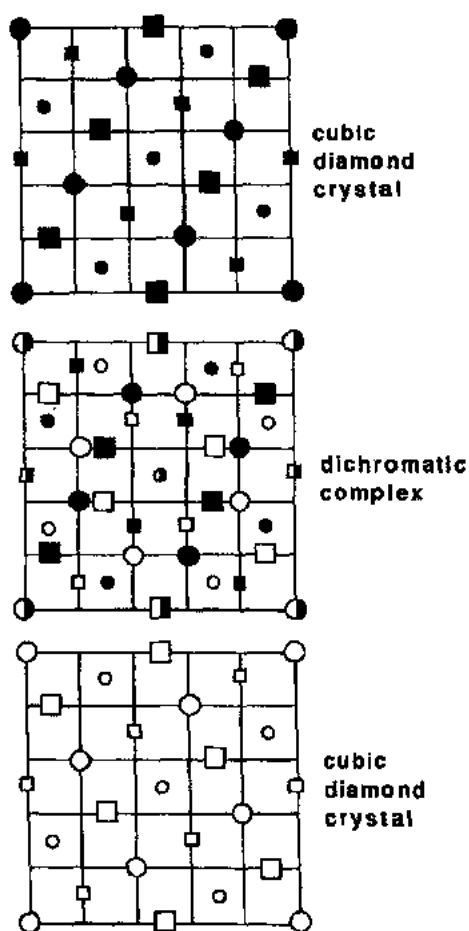 cubic
diamond
crystal
dichromatic
complex
cubic
diamond
crystal